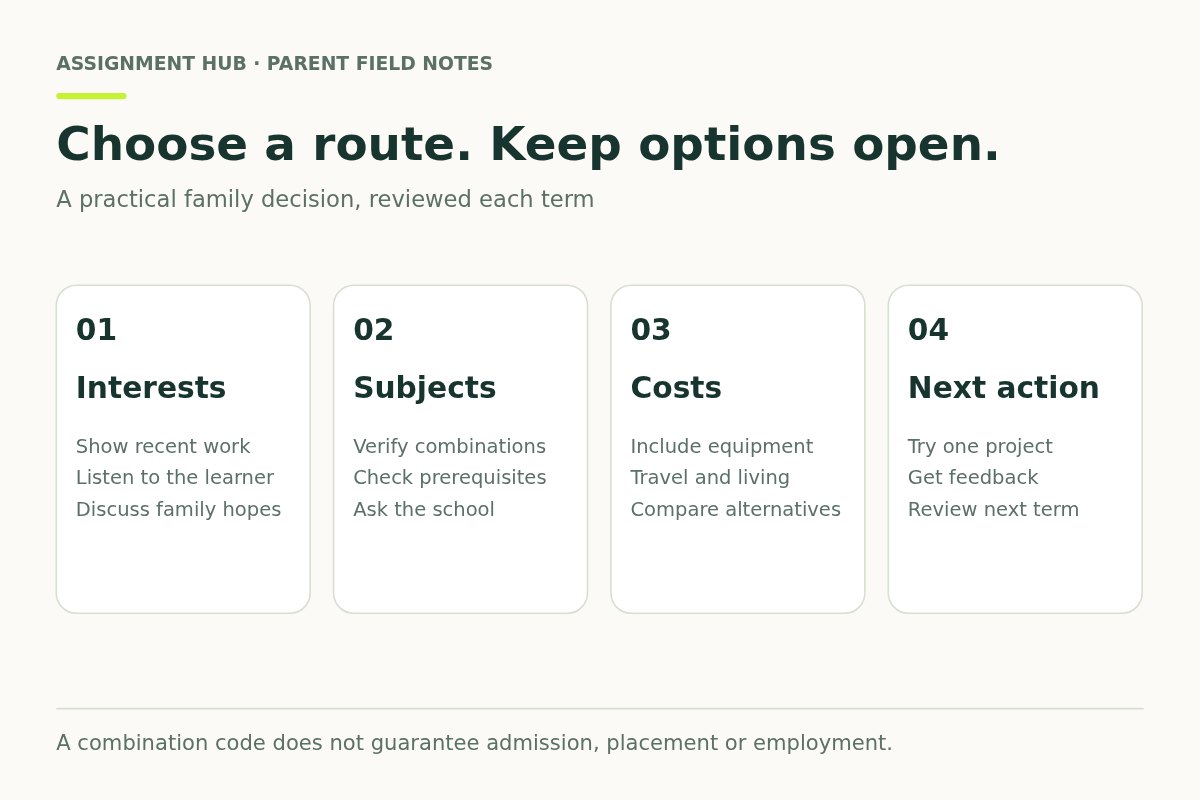 ASSIGNMENT HUB · PARENT FIELD NOTES
Choose a route. Keep options open.
A practical family decision, reviewed each term
01
Interests
Show recent work
Listen to the learner
Discuss family hopes
02
Subjects
Verify combinations
Check prerequisites
Ask the school
03
Costs
Include equipment
Travel and living
Compare alternatives
04
Next action
Try one project
Get feedback
Review next term
A combination code does not guarantee admission, placement or employment.